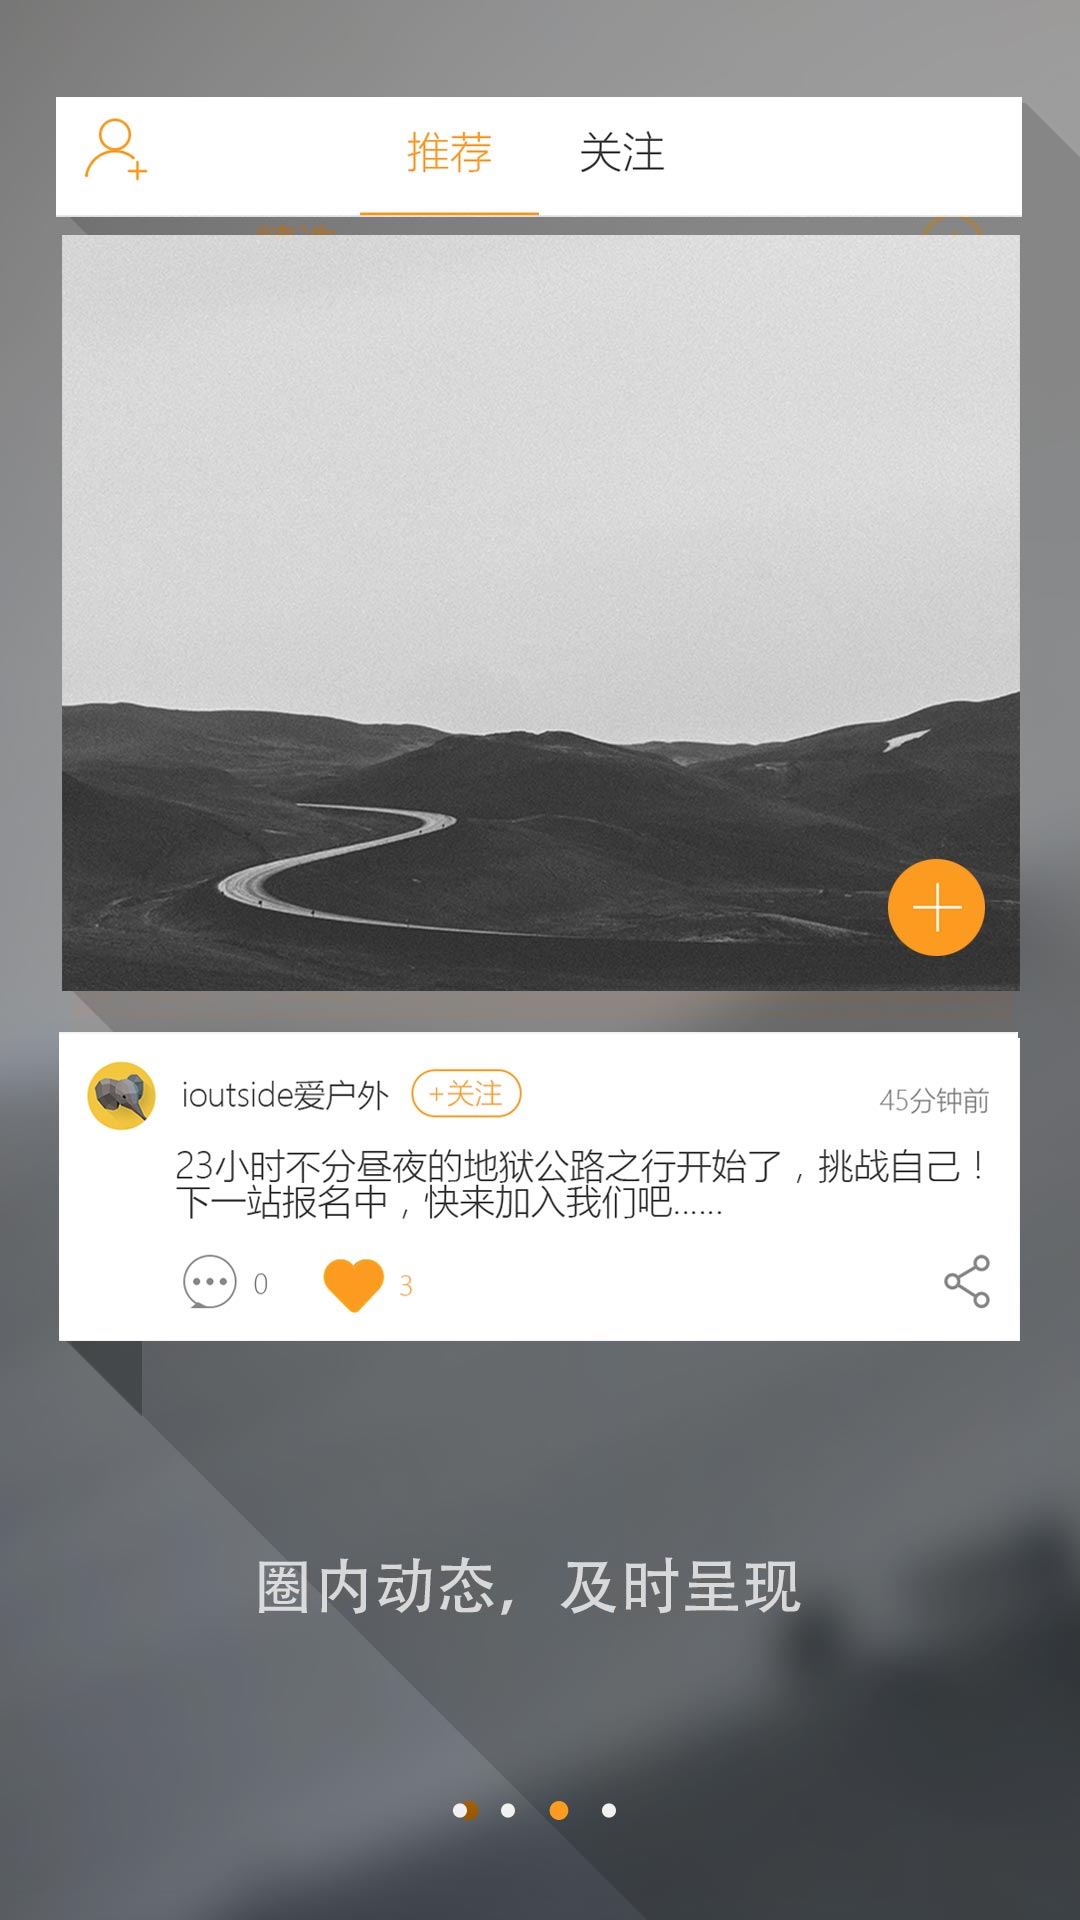 推荐 关注
ioutside爱户外 +关注 45分钟前
23小时不分昼夜的地狱公路之行开始了，挑战自己！
下一站报名中，快来加入我们吧......
0 3
圈内动态，及时呈现